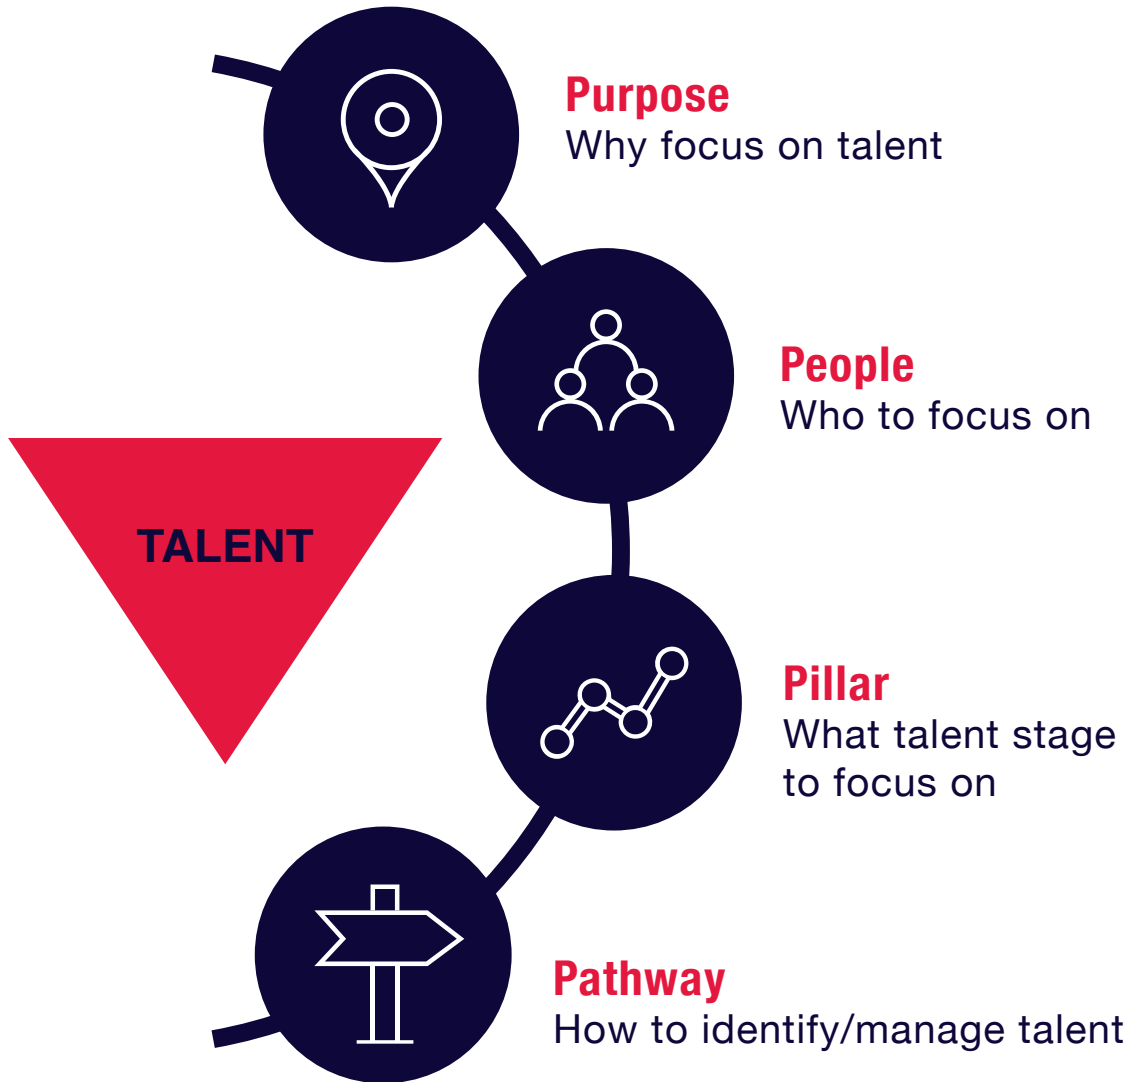 Purpose
Why focus on talent
People
Who to focus on
TALENT
Pillar
What talent stage
to focus on
Pathway
How to identify/manage talent